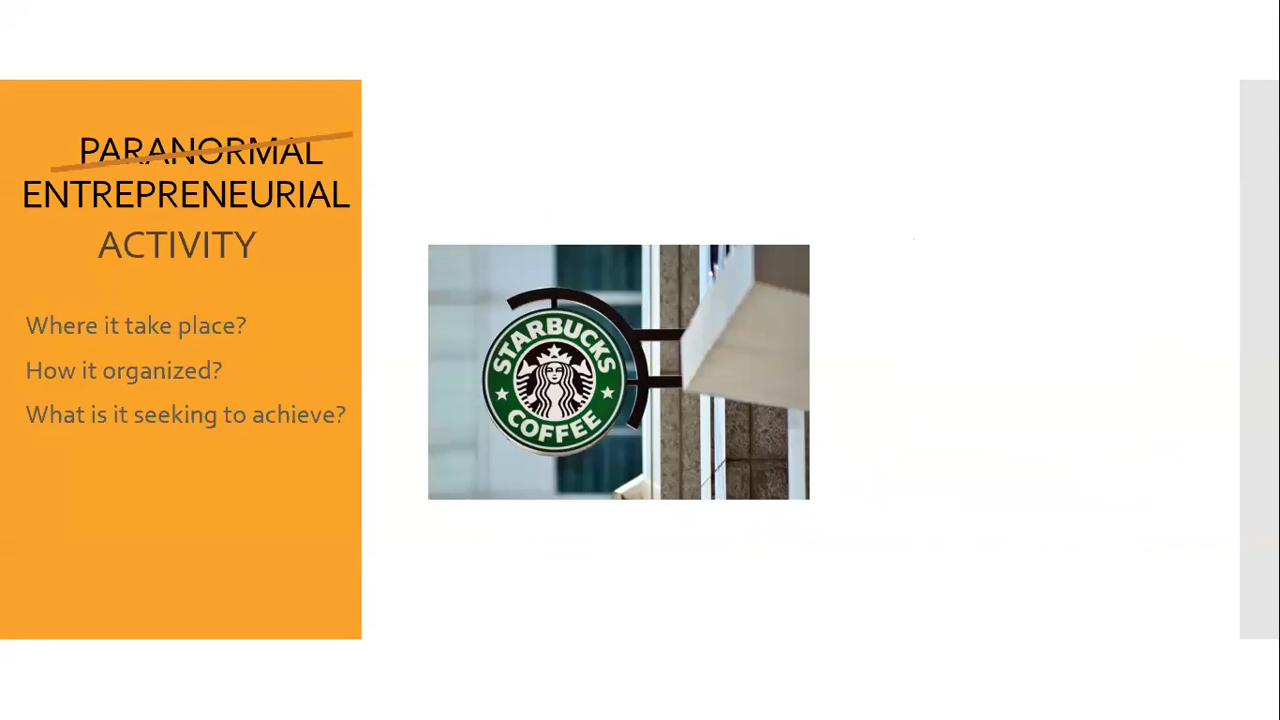 PARANORMAL
ENTREPRENEURIAL
ACTIVITY
Where it take place?
How it organized?
What is it seeking to achieve?
STARBUCKS
COFFEE